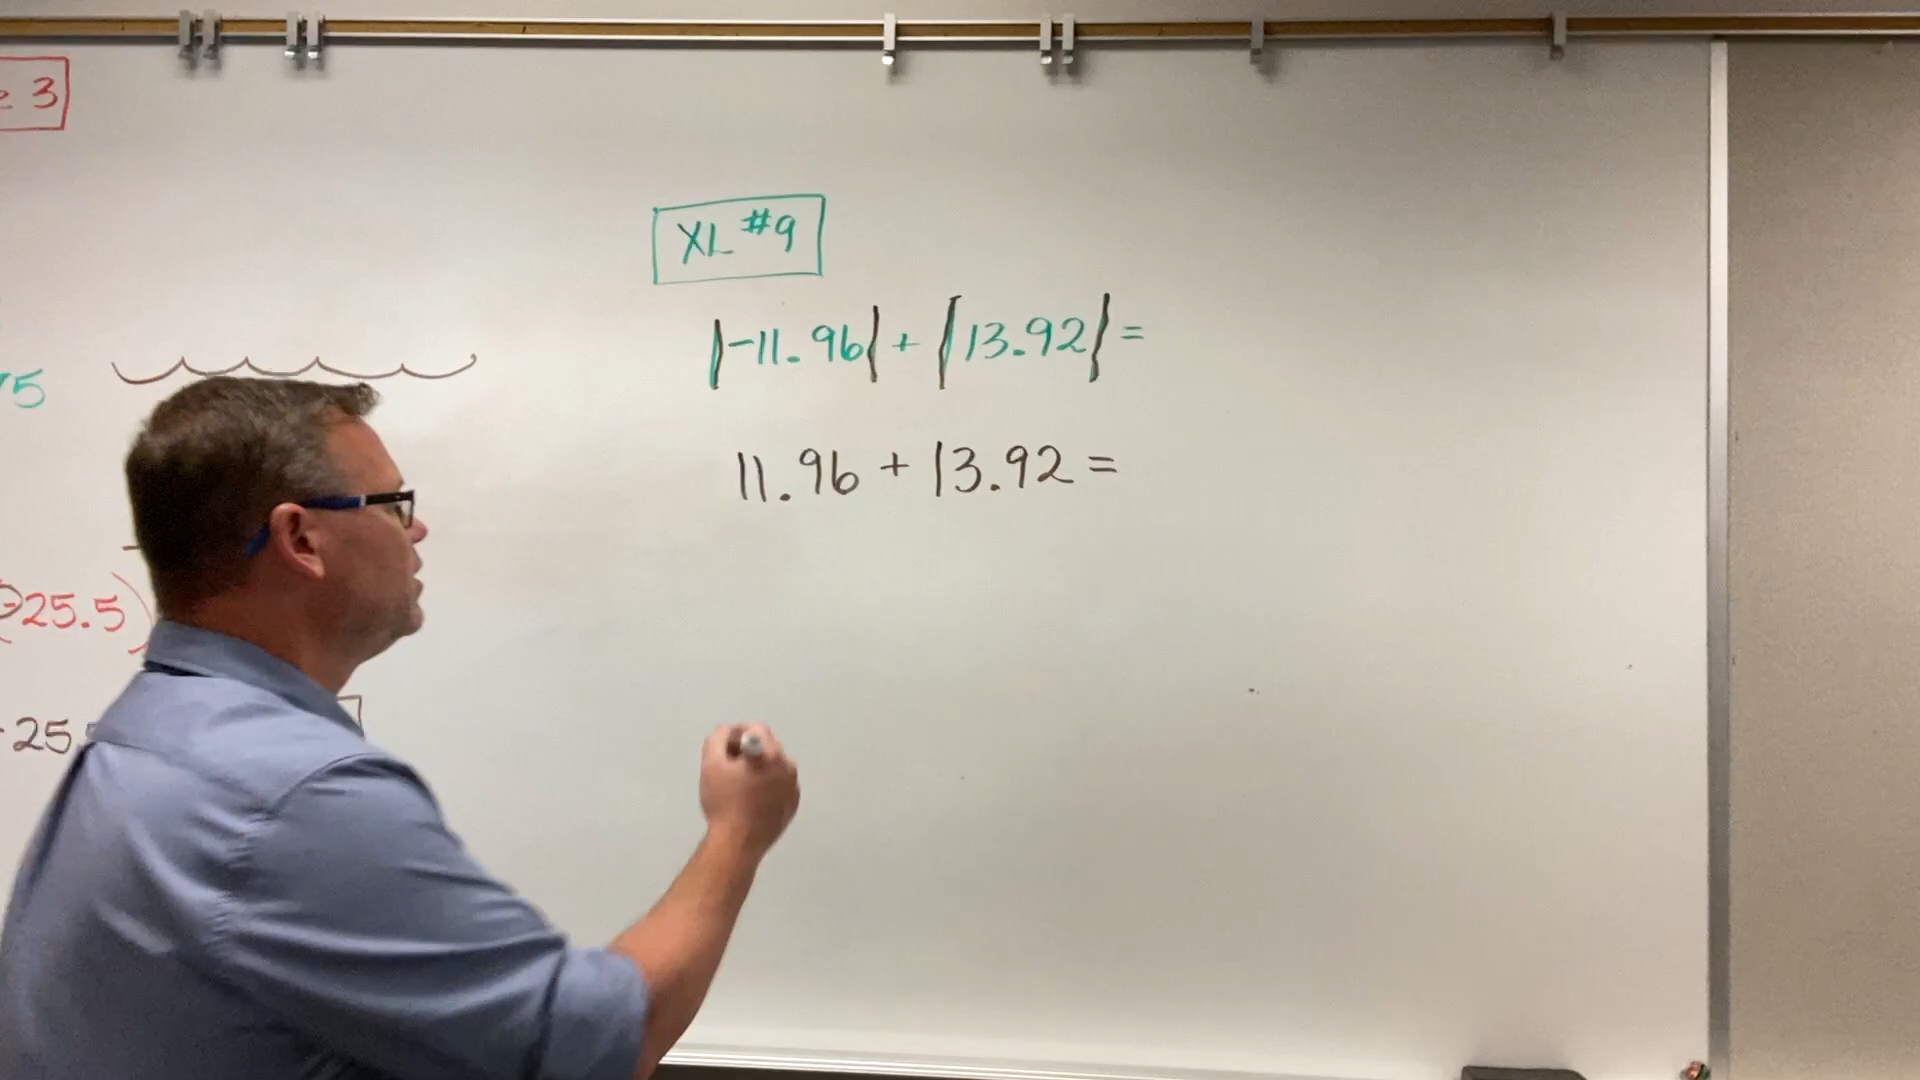 ≥ 3
XL #9
|-11.96| + |13.92| =
75
11.96 + 13.92 =
25.5)
25